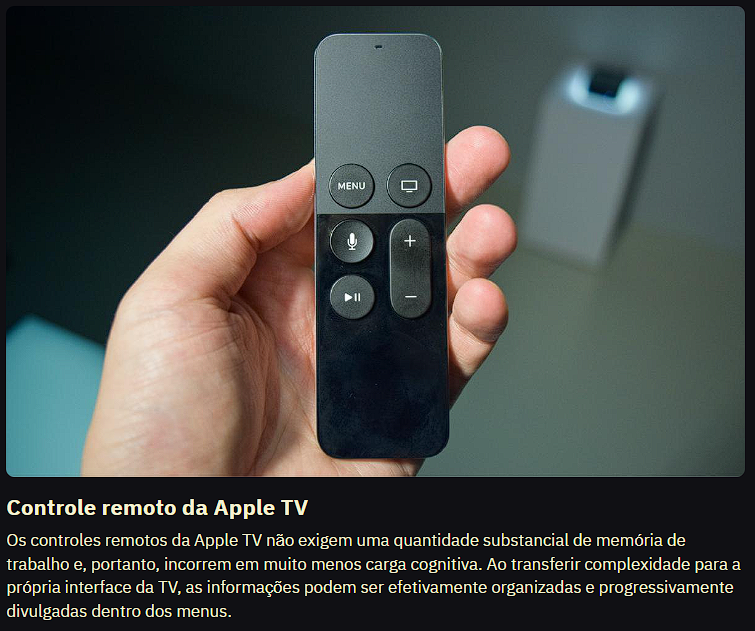 MENU
Controle remoto da Apple TV
Os controles remotos da Apple TV não exigem uma quantidade substancial de memória de
trabalho e, portanto, incorrem em muito menos carga cognitiva. Ao transferir complexidade para a
própria interface da TV, as informações podem ser efetivamente organizadas e progressivamente
divulgadas dentro dos menus.